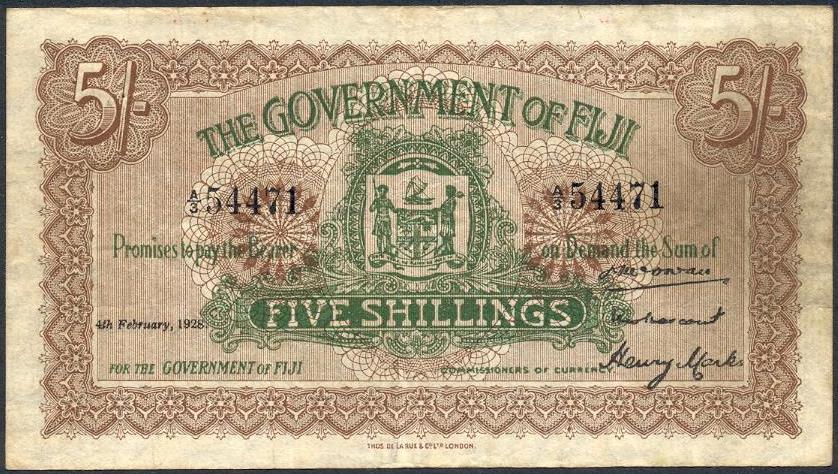 5/-
5/-
THE GOVERNMENT OF FIJI
A/3 54471
A/3 54471
Promises to pay the Bearer
on Demand the Sum of
FIVE SHILLINGS
4th February, 1928
FOR THE GOVERNMENT OF FIJI
COMMISSIONERS OF CURRENC
Henry Marks
THOS DE LA RUE & CO LTD LONDON.